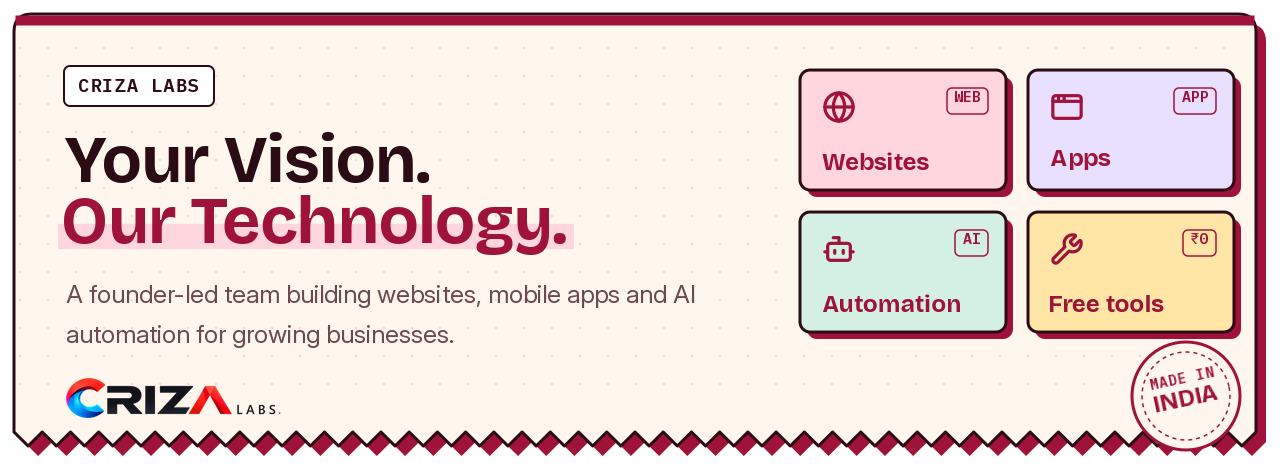 CRIZA LABS
Your Vision.
Our Technology.
A founder-led team building websites, mobile apps and AI
automation for growing businesses.
CRIZA LABS.
WEB
Websites
APP
Apps
AI
Automation
₹0
Free tools
MADE IN
INDIA